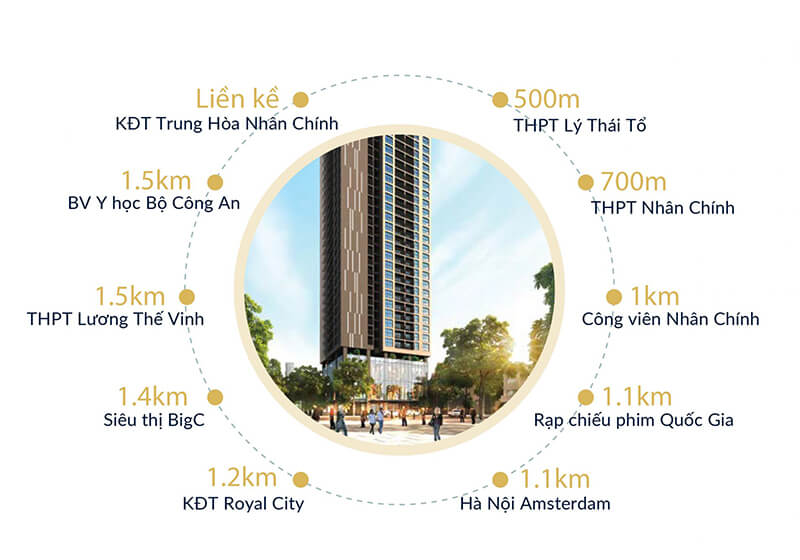 Liền kề
KĐT Trung Hòa Nhân Chính
500m
THPT Lý Thái Tổ
1.5km
BV Y học Bộ Công An
700m
THPT Nhân Chính
1.5km
THPT Lương Thế Vinh
1km
Công viên Nhân Chính
1.4km
Siêu thị BigC
1.1km
Rạp chiếu phim Quốc Gia
1.2km
KĐT Royal City
1.1km
Hà Nội Amsterdam